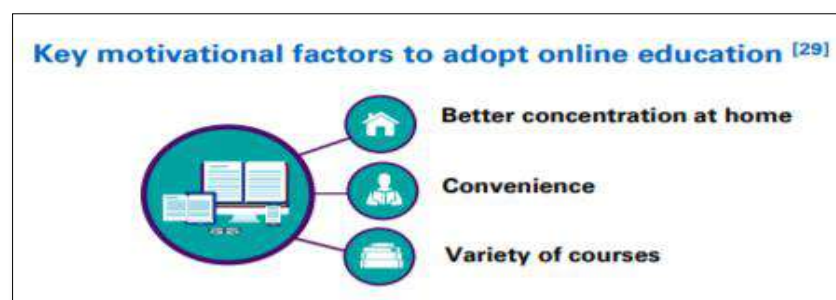 Key motivational factors to adopt online education [29]
Better concentration at home
Convenience
Variety of courses